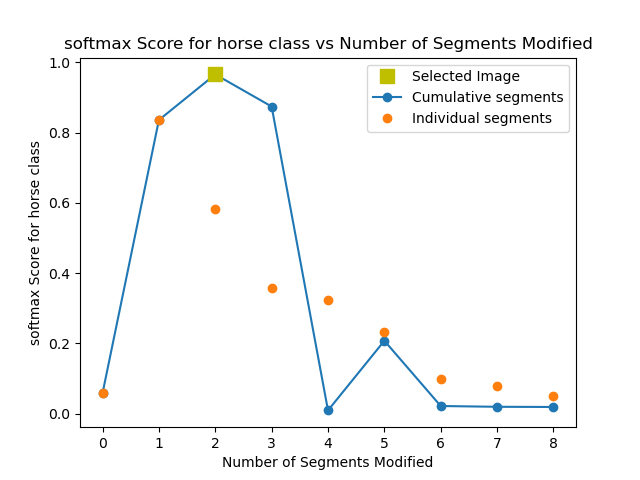 softmax Score for horse class vs Number of Segments Modified
1.0
0.8
0.6
0.4
0.2
0.0
softmax Score for horse class
Selected Image
Cumulative segments
Individual segments
0 1 2 3 4 5 6 7 8
Number of Segments Modified